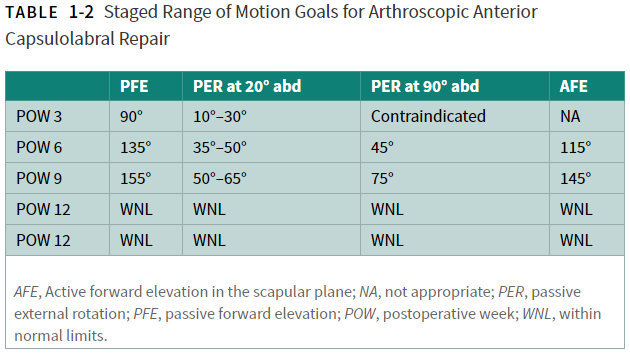 TABLE 1-2 Staged Range of Motion Goals for Arthroscopic Anterior
Capsulolabral Repair
PFE PER at 20° abd PER at 90° abd AFE
POW 3 90° 10°–30° Contraindicated NA
POW 6 135° 35°–50° 45° 115°
POW 9 155° 50°–65° 75° 145°
POW 12 WNL WNL WNL WNL
POW 12 WNL WNL WNL WNL
AFE, Active forward elevation in the scapular plane; NA, not appropriate; PER, passive
external rotation; PFE, passive forward elevation; POW, postoperative week; WNL, within
normal limits.